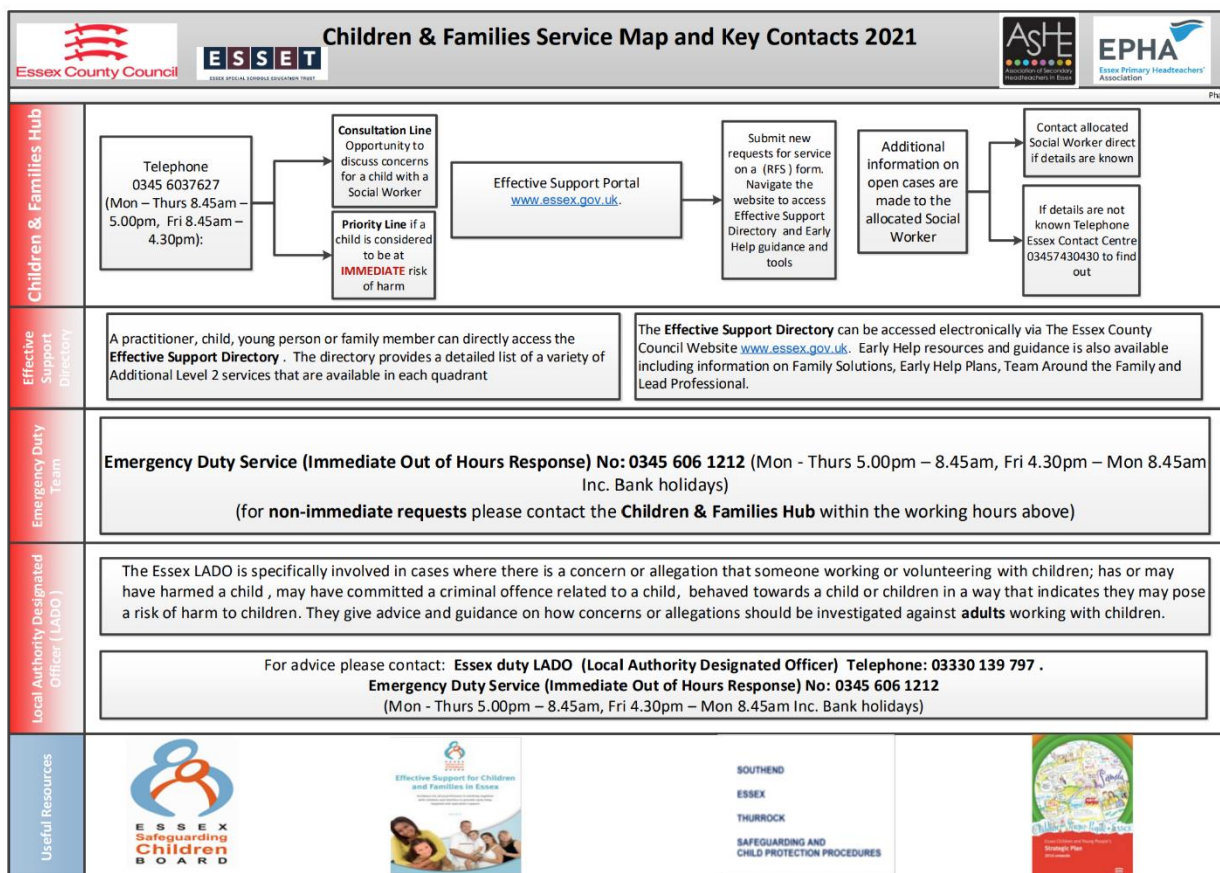 Children & Families Service Map and Key Contacts 2021
Essex County Council
ESSET
ESSEX SPECIAL SCHOOLS EDUCATION TRUST
ASHE
Association of Secondary
Headteachers in Essex
EPHA
Essex Primary Headteachers'
Association
Pha
Children & Families Hub
Telephone
0345 6037627
(Mon – Thurs 8.45am –
5.00pm, Fri 8.45am –
4.30pm):
Consultation Line
Opportunity to
discuss concerns
for a child with a
Social Worker
Priority Line if a
child is considered
to be at
IMMEDIATE risk
of harm
Effective Support Portal
www.essex.gov.uk.
Submit new
requests for service
on a (RFS ) form.
Navigate the
website to access
Effective Support
Directory and Early
Help guidance and
tools
Additional
information on
open cases are
made to the
allocated Social
Worker
Contact allocated
Social Worker direct
if details are known
If details are not
known Telephone
Essex Contact Centre
03457430430 to find
out
Effective
Support
Directory
A practitioner, child, young person or family member can directly access the
Effective Support Directory . The directory provides a detailed list of a variety of
Additional Level 2 services that are available in each quadrant
The Effective Support Directory can be accessed electronically via The Essex County
Council Website www.essex.gov.uk. Early Help resources and guidance is also available
including information on Family Solutions, Early Help Plans, Team Around the Family and
Lead Professional.
Emergency Duty
Team
Emergency Duty Service (Immediate Out of Hours Response) No: 0345 606 1212 (Mon - Thurs 5.00pm – 8.45am, Fri 4.30pm – Mon 8.45am
Inc. Bank holidays)
(for non-immediate requests please contact the Children & Families Hub within the working hours above)
Local Authority Designated
Officer ( LADO )
The Essex LADO is specifically involved in cases where there is a concern or allegation that someone working or volunteering with children; has or may
have harmed a child , may have committed a criminal offence related to a child, behaved towards a child or children in a way that indicates they may pose
a risk of harm to children. They give advice and guidance on how concerns or allegations should be investigated against adults working with children.
For advice please contact: Essex duty LADO (Local Authority Designated Officer) Telephone: 03330 139 797 .
Emergency Duty Service (Immediate Out of Hours Response) No: 0345 606 1212
(Mon - Thurs 5.00pm – 8.45am, Fri 4.30pm – Mon 8.45am Inc. Bank holidays)
Useful Resources
ESSEX
Safeguarding
Children
BOARD
Effective Support for Children
and Families in Essex
SOUTHEND
ESSEX
THURROCK
SAFEGUARDING AND
CHILD PROTECTION PROCEDURES
Essex Children and Young People's
Strategic Plan